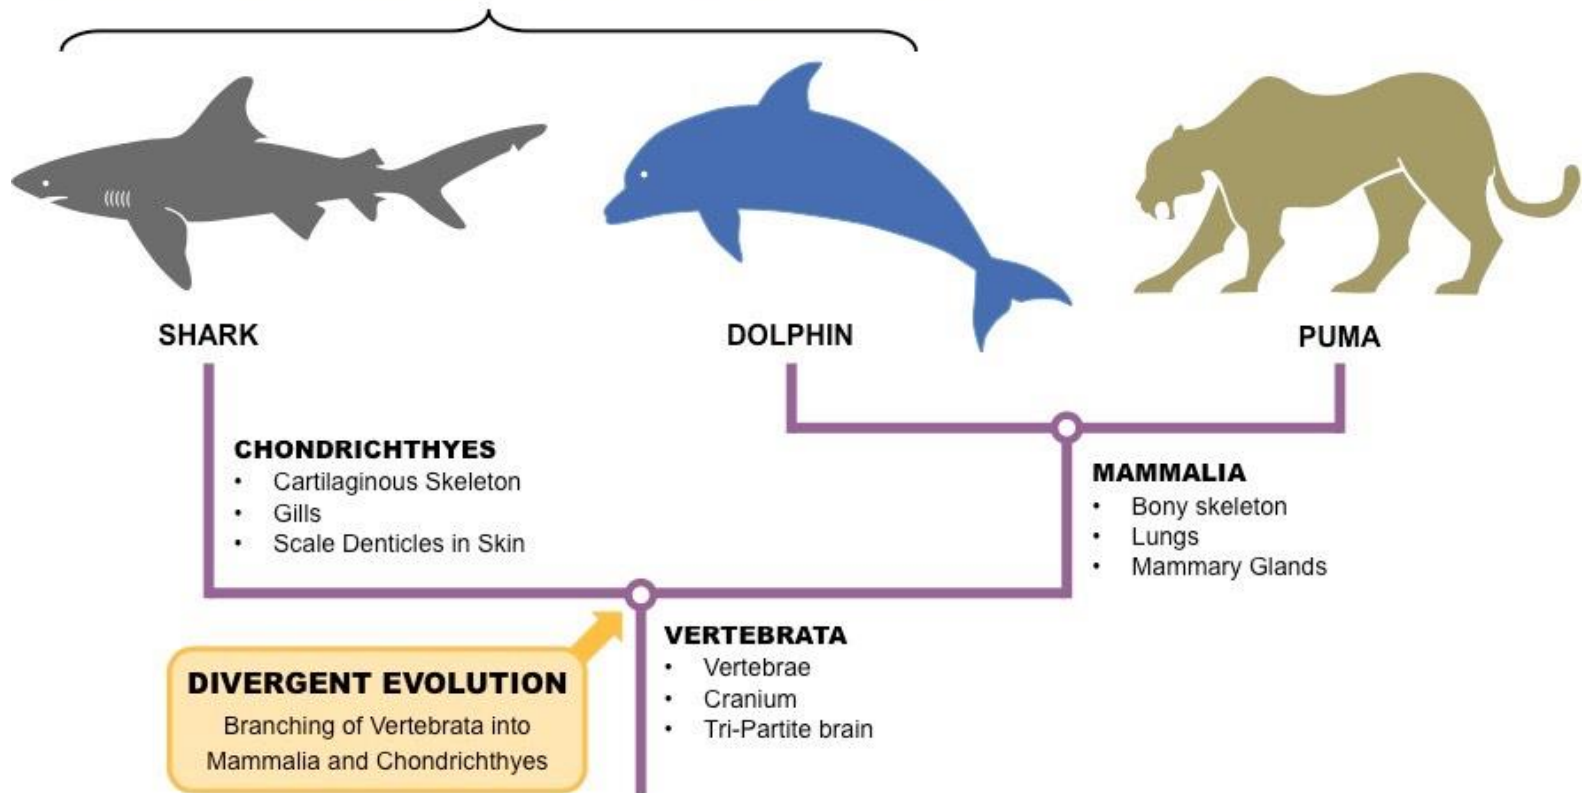 SHARK
DOLPHIN
PUMA
CHONDRICHTHYES
• Cartilaginous Skeleton
• Gills
• Scale Denticles in Skin
MAMMALIA
• Bony skeleton
• Lungs
• Mammary Glands
VERTEBRATA
• Vertebrae
• Cranium
• Tri-Partite brain
DIVERGENT EVOLUTION
Branching of Vertebrata into
Mammalia and Chondrichthyes